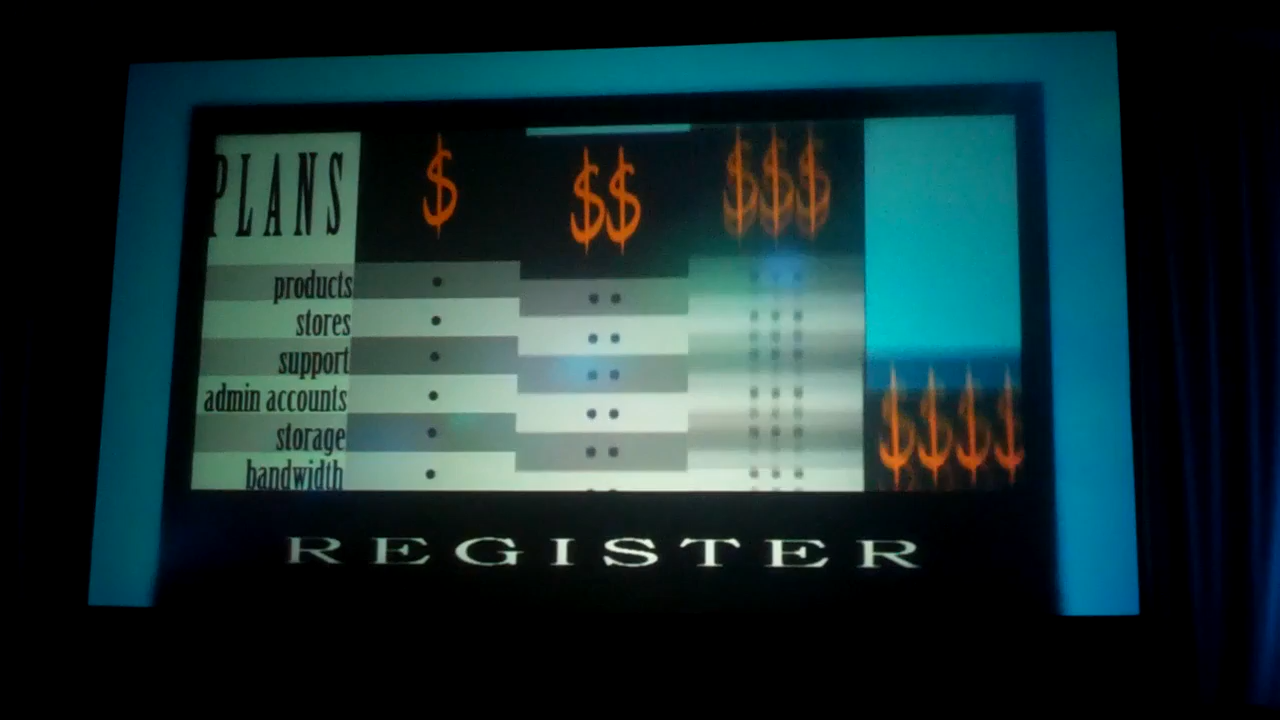 PLANS $ $$ $$$
$$$$
products
stores
support
admin accounts
storage
bandwidth
REGISTER